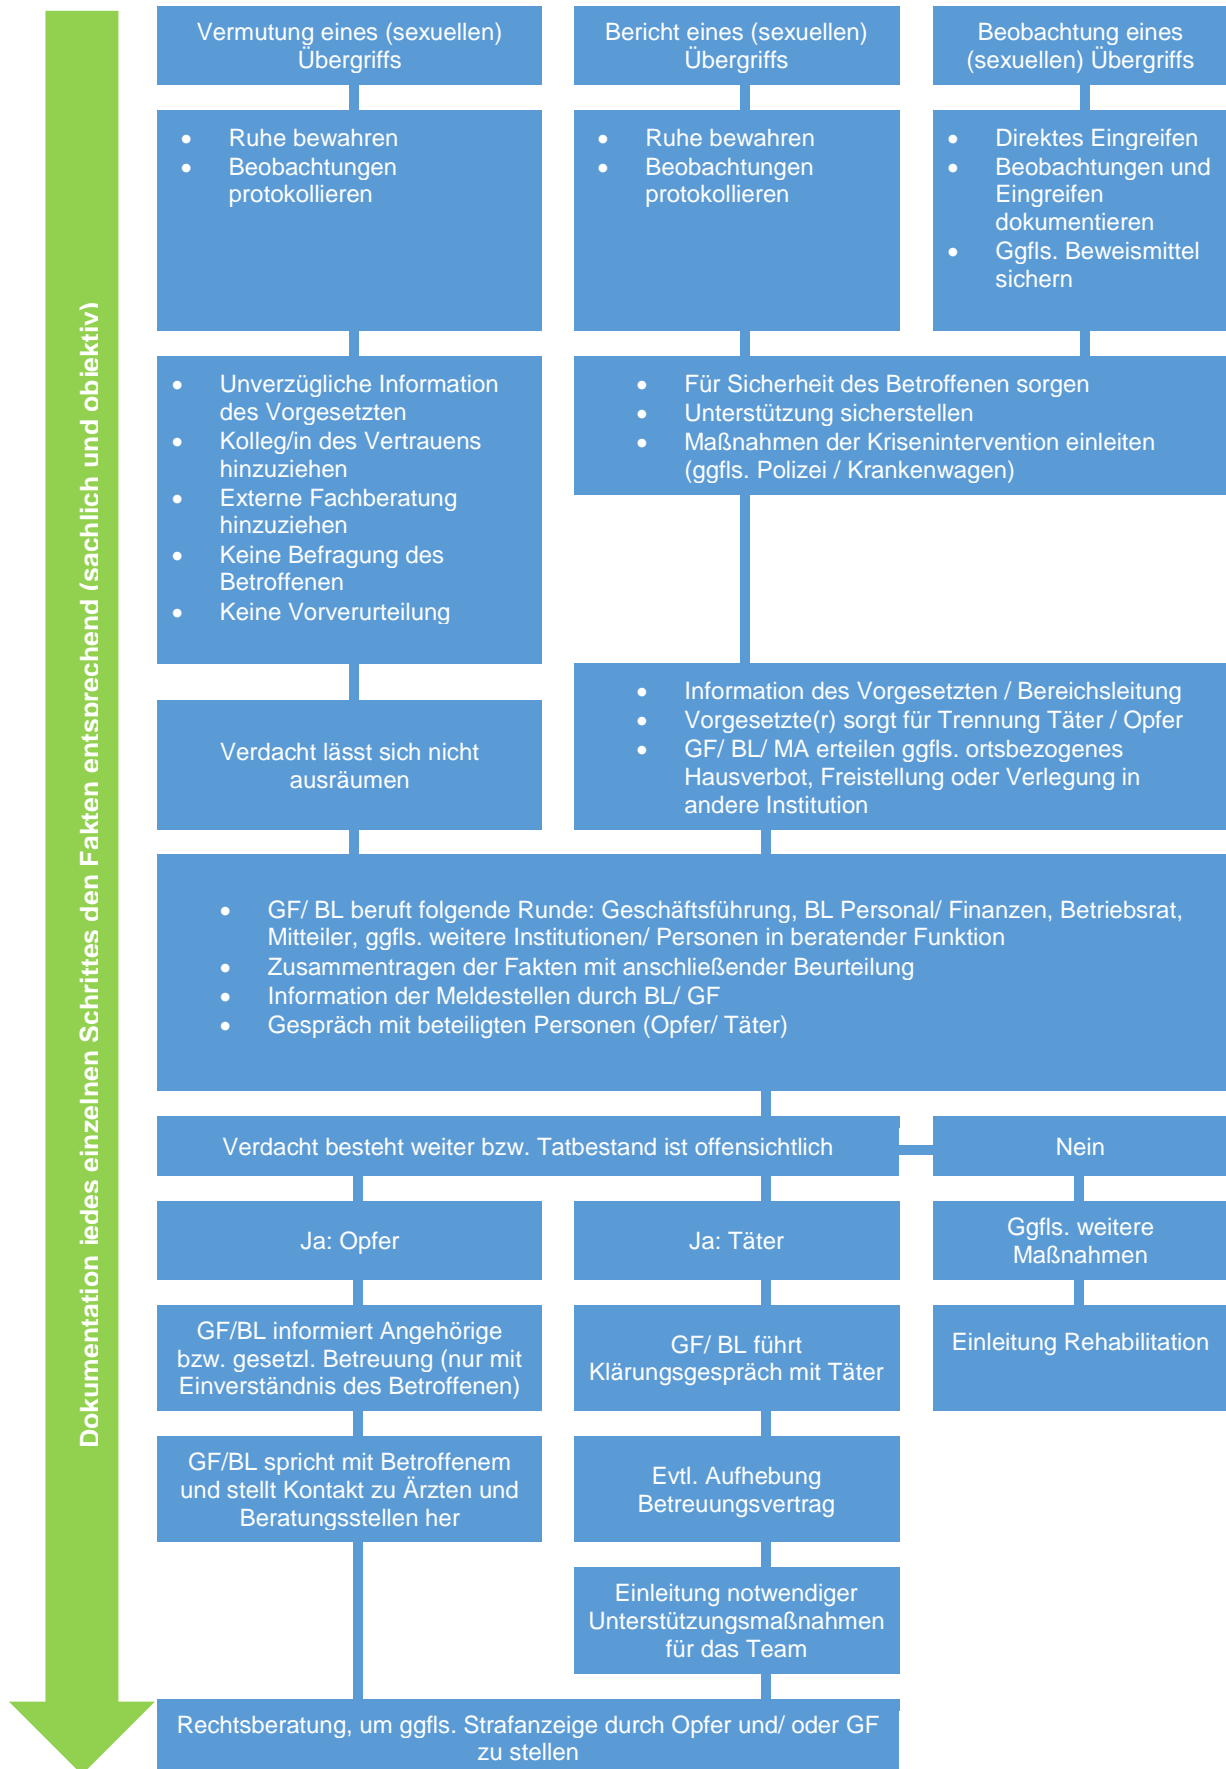 Dokumentation jedes einzelnen Schrittes den Fakten entsprechend (sachlich und objektiv)
Vermutung eines (sexuellen)
Übergriffs
Bericht eines (sexuellen)
Übergriffs
Beobachtung eines
(sexuellen) Übergriffs
• Ruhe bewahren
• Beobachtungen
protokollieren
• Ruhe bewahren
• Beobachtungen
protokollieren
• Direktes Eingreifen
• Beobachtungen und
Eingreifen
dokumentieren
• Ggfls. Beweismittel
sichern
• Unverzügliche Information
des Vorgesetzten
• Kolleg/in des Vertrauens
hinzuziehen
• Externe Fachberatung
hinzuziehen
• Keine Befragung des
Betroffenen
• Keine Vorverurteilung
• Für Sicherheit des Betroffenen sorgen
• Unterstützung sicherstellen
• Maßnahmen der Krisenintervention einleiten
(ggfls. Polizei / Krankenwagen)
Verdacht lässt sich nicht
ausräumen
• Information des Vorgesetzten / Bereichsleitung
• Vorgesetzte(r) sorgt für Trennung Täter / Opfer
• GF/ BL/ MA erteilen ggfls. ortsbezogenes
Hausverbot, Freistellung oder Verlegung in
andere Institution
• GF/ BL beruft folgende Runde: Geschäftsführung, BL Personal/ Finanzen, Betriebsrat,
Mitteiler, ggfls. weitere Institutionen/ Personen in beratender Funktion
• Zusammentragen der Fakten mit anschließender Beurteilung
• Information der Meldestellen durch BL/ GF
• Gespräch mit beteiligten Personen (Opfer/ Täter)
Verdacht besteht weiter bzw. Tatbestand ist offensichtlich
Nein
Ja: Opfer
Ja: Täter
Ggfls. weitere
Maßnahmen
GF/BL informiert Angehörige
bzw. gesetzl. Betreuung (nur mit
Einverständnis des Betroffenen)
GF/ BL führt
Klärungsgespräch mit Täter
Einleitung Rehabilitation
GF/BL spricht mit Betroffenem
und stellt Kontakt zu Ärzten und
Beratungsstellen her
Evtl. Aufhebung
Betreuungsvertrag
Einleitung notwendiger
Unterstützungsmaßnahmen
für das Team
Rechtsberatung, um ggfls. Strafanzeige durch Opfer und/ oder GF
zu stellen